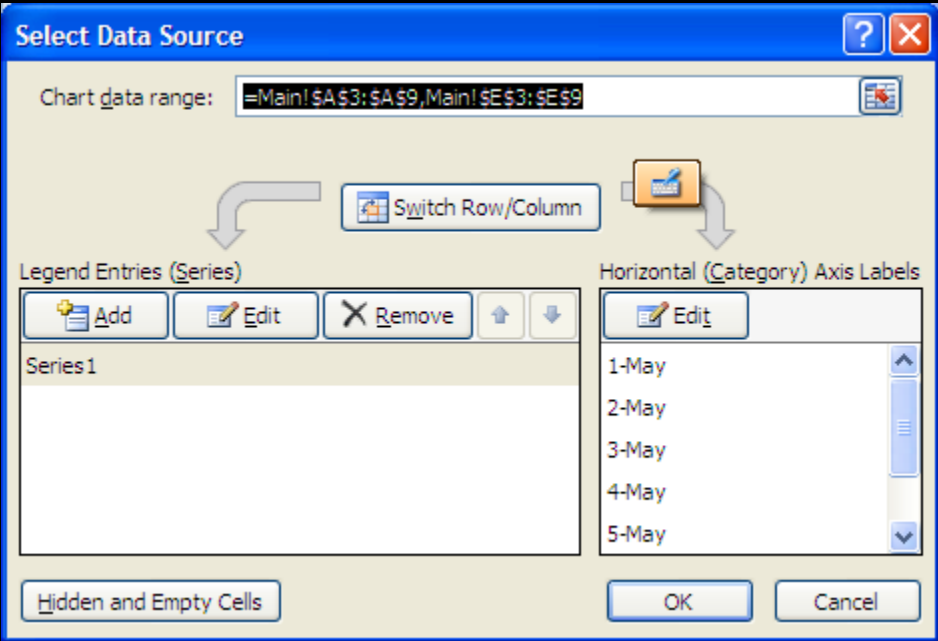 Select Data Source
Chart data range: =Main!$A$3:$A$9,Main!$E$3:$E$9
Switch Row/Column
Legend Entries (Series)
Horizontal (Category) Axis Labels
Add Edit Remove
Edit
Series1
1-May
2-May
3-May
4-May
5-May
Hidden and Empty Cells
OK Cancel